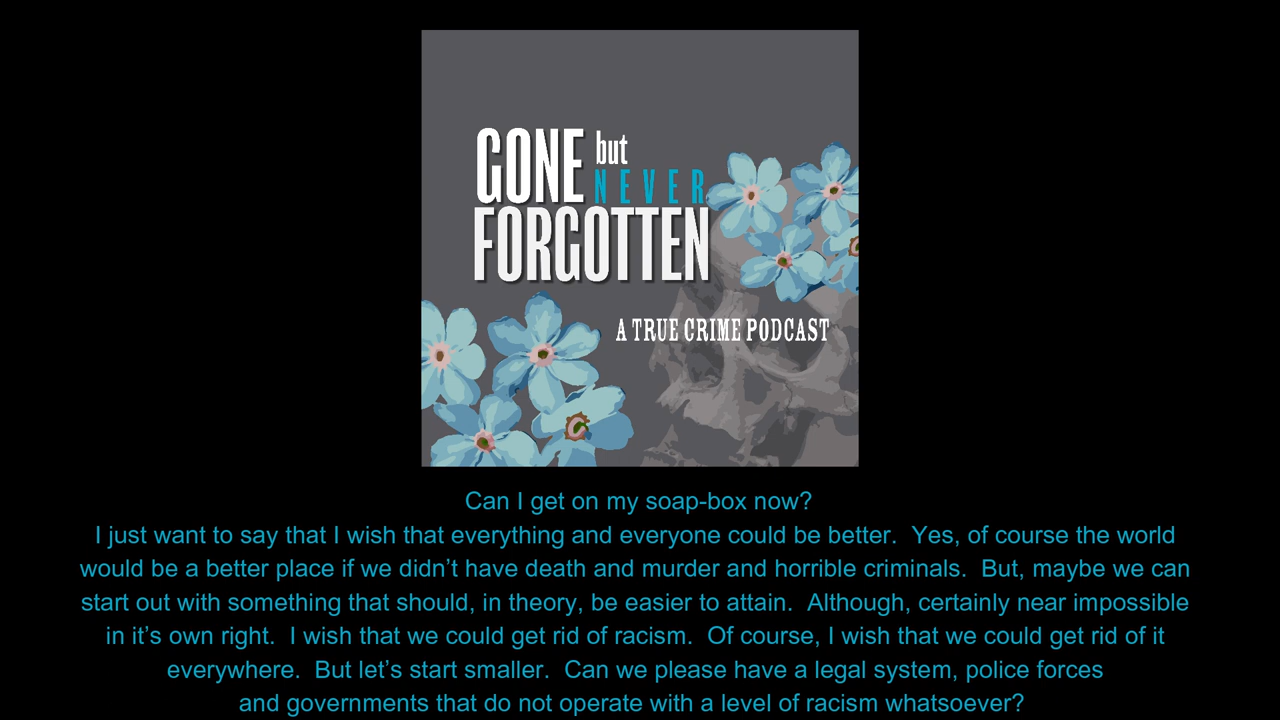 GONE but
NEVER
FORGOTTEN
A TRUE CRIME PODCAST
Can I get on my soap-box now?
I just want to say that I wish that everything and everyone could be better.  Yes, of course the world
would be a better place if we didn’t have death and murder and horrible criminals.  But, maybe we can
start out with something that should, in theory, be easier to attain.  Although, certainly near impossible
in it’s own right.  I wish that we could get rid of racism.  Of course, I wish that we could get rid of it
everywhere.  But let’s start smaller.  Can we please have a legal system, police forces
and governments that do not operate with a level of racism whatsoever?